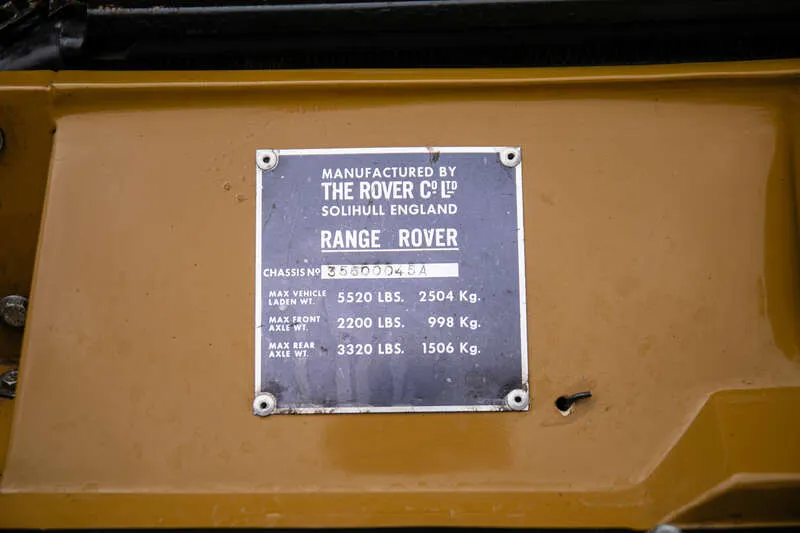 MANUFACTURED BY
THE ROVER Cº LTD
SOLIHULL ENGLAND
RANGE ROVER
CHASSIS Nº 35600045A
MAX VEHICLE LADEN WT. 5520 LBS. 2504 Kg.
MAX FRONT AXLE WT. 2200 LBS. 998 Kg.
MAX REAR AXLE WT. 3320 LBS. 1506 Kg.